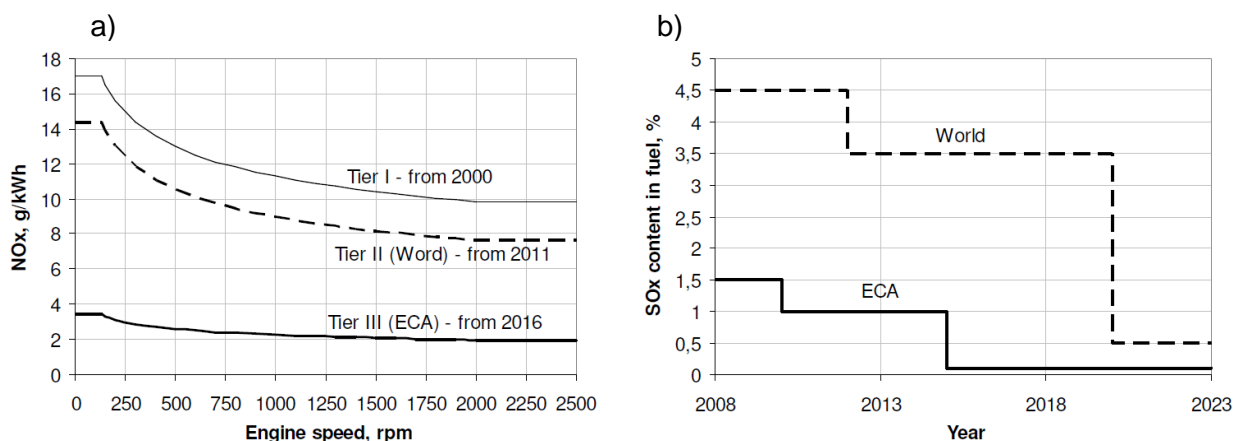 a)
18
16
14
12
10
8
6
4
2
0
NOx, g/kWh
Tier I - from 2000
Tier II (Word) - from 2011
Tier III (ECA) - from 2016
0 250 500 750 1000 1250 1500 1750 2000 2250 2500
Engine speed, rpm
b)
5
4,5
4
3,5
3
2,5
2
1,5
1
0,5
0
SOx content in fuel, %
World
ECA
2008 2013 2018 2023
Year